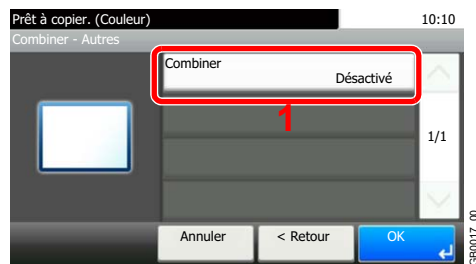 Prêt à copier. (Couleur) 10:10
Combiner - Autres
Combiner
Désactivé
1
1/1
Annuler < Retour OK
GB0017_00